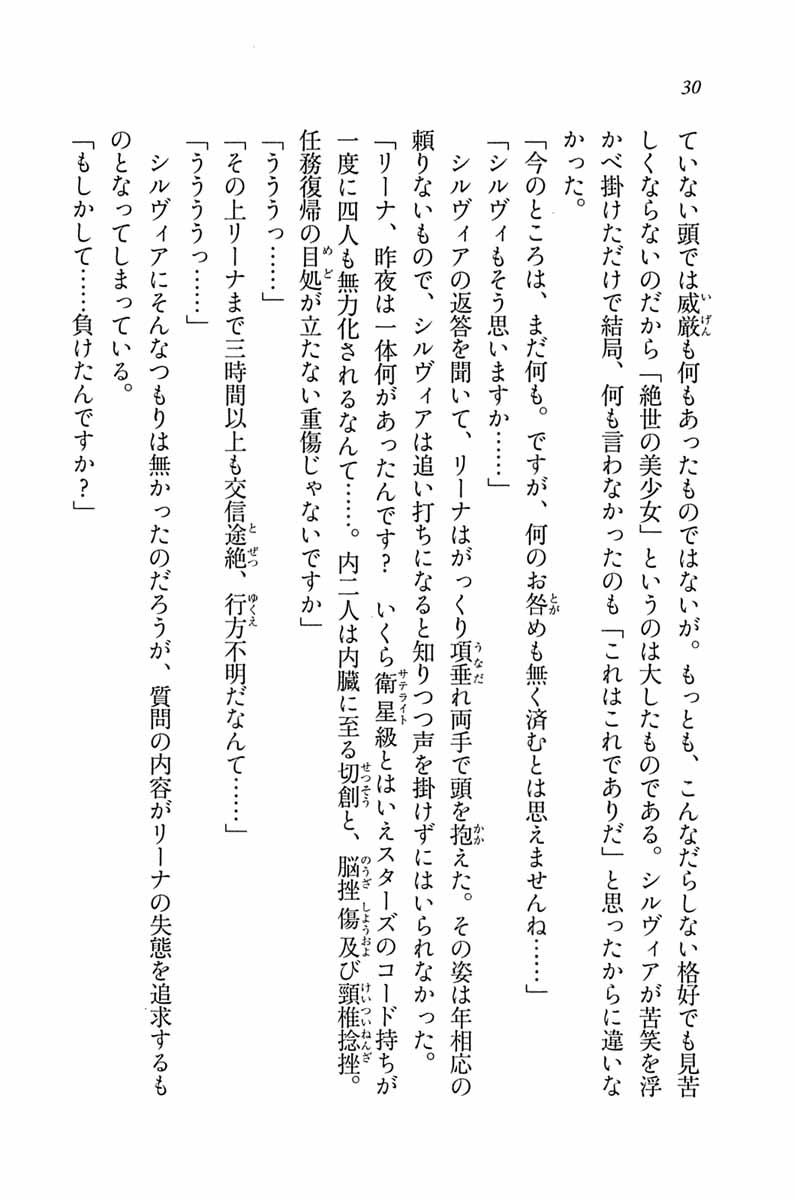 30
ていない頭では威厳も何もあったものではないが。もっとも、こんなだらしない格好でも見苦
しくならないのだから「絶世の美少女」というのは大したものである。シルヴィアが苦笑を浮
かべ掛けただけで結局、何も言わなかったのも「これはこれでありだ」と思ったからに違いな
かった。
「今のところは、まだ何も。ですが、何のお咎めも無く済むとは思えませんね……」
「シルヴィもそう思いますか……」
　シルヴィアの返答を聞いて、リーナはがっくり項垂れ両手で頭を抱えた。その姿は年相応の
頼りないもので、シルヴィアは追い打ちになると知りつつ声を掛けずにはいられなかった。
「リーナ、昨夜は一体何があったんです？　いくら衛星級とはいえスターズのコード持ちが
一度に四人も無力化されるなんて……。内二人は内臓に至る切創と、脳挫傷及び頸椎捻挫。
任務復帰の目処が立たない重傷じゃないですか」
「うううっ……」
「その上リーナまで三時間以上も交信途絶、行方不明だなんて……」
「ううううっ……」
　シルヴィアにそんなつもりは無かったのだろうが、質問の内容がリーナの失態を追求するも
のとなってしまっている。
「もしかして……負けたんですか？」